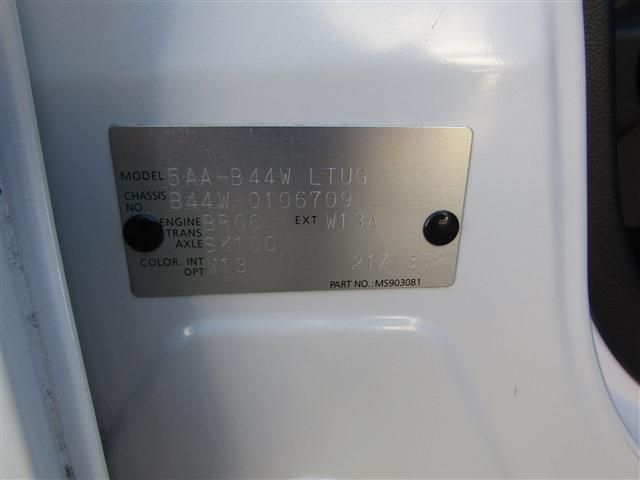 MODEL 5AA-B44W LTUG
CHASSIS NO. B44W-0106709
ENGINE BR06 EXT W13A
TRANS
AXLE SK100
COLOR. INT W13 21Z 352
OPT
PART NO.:MS903081